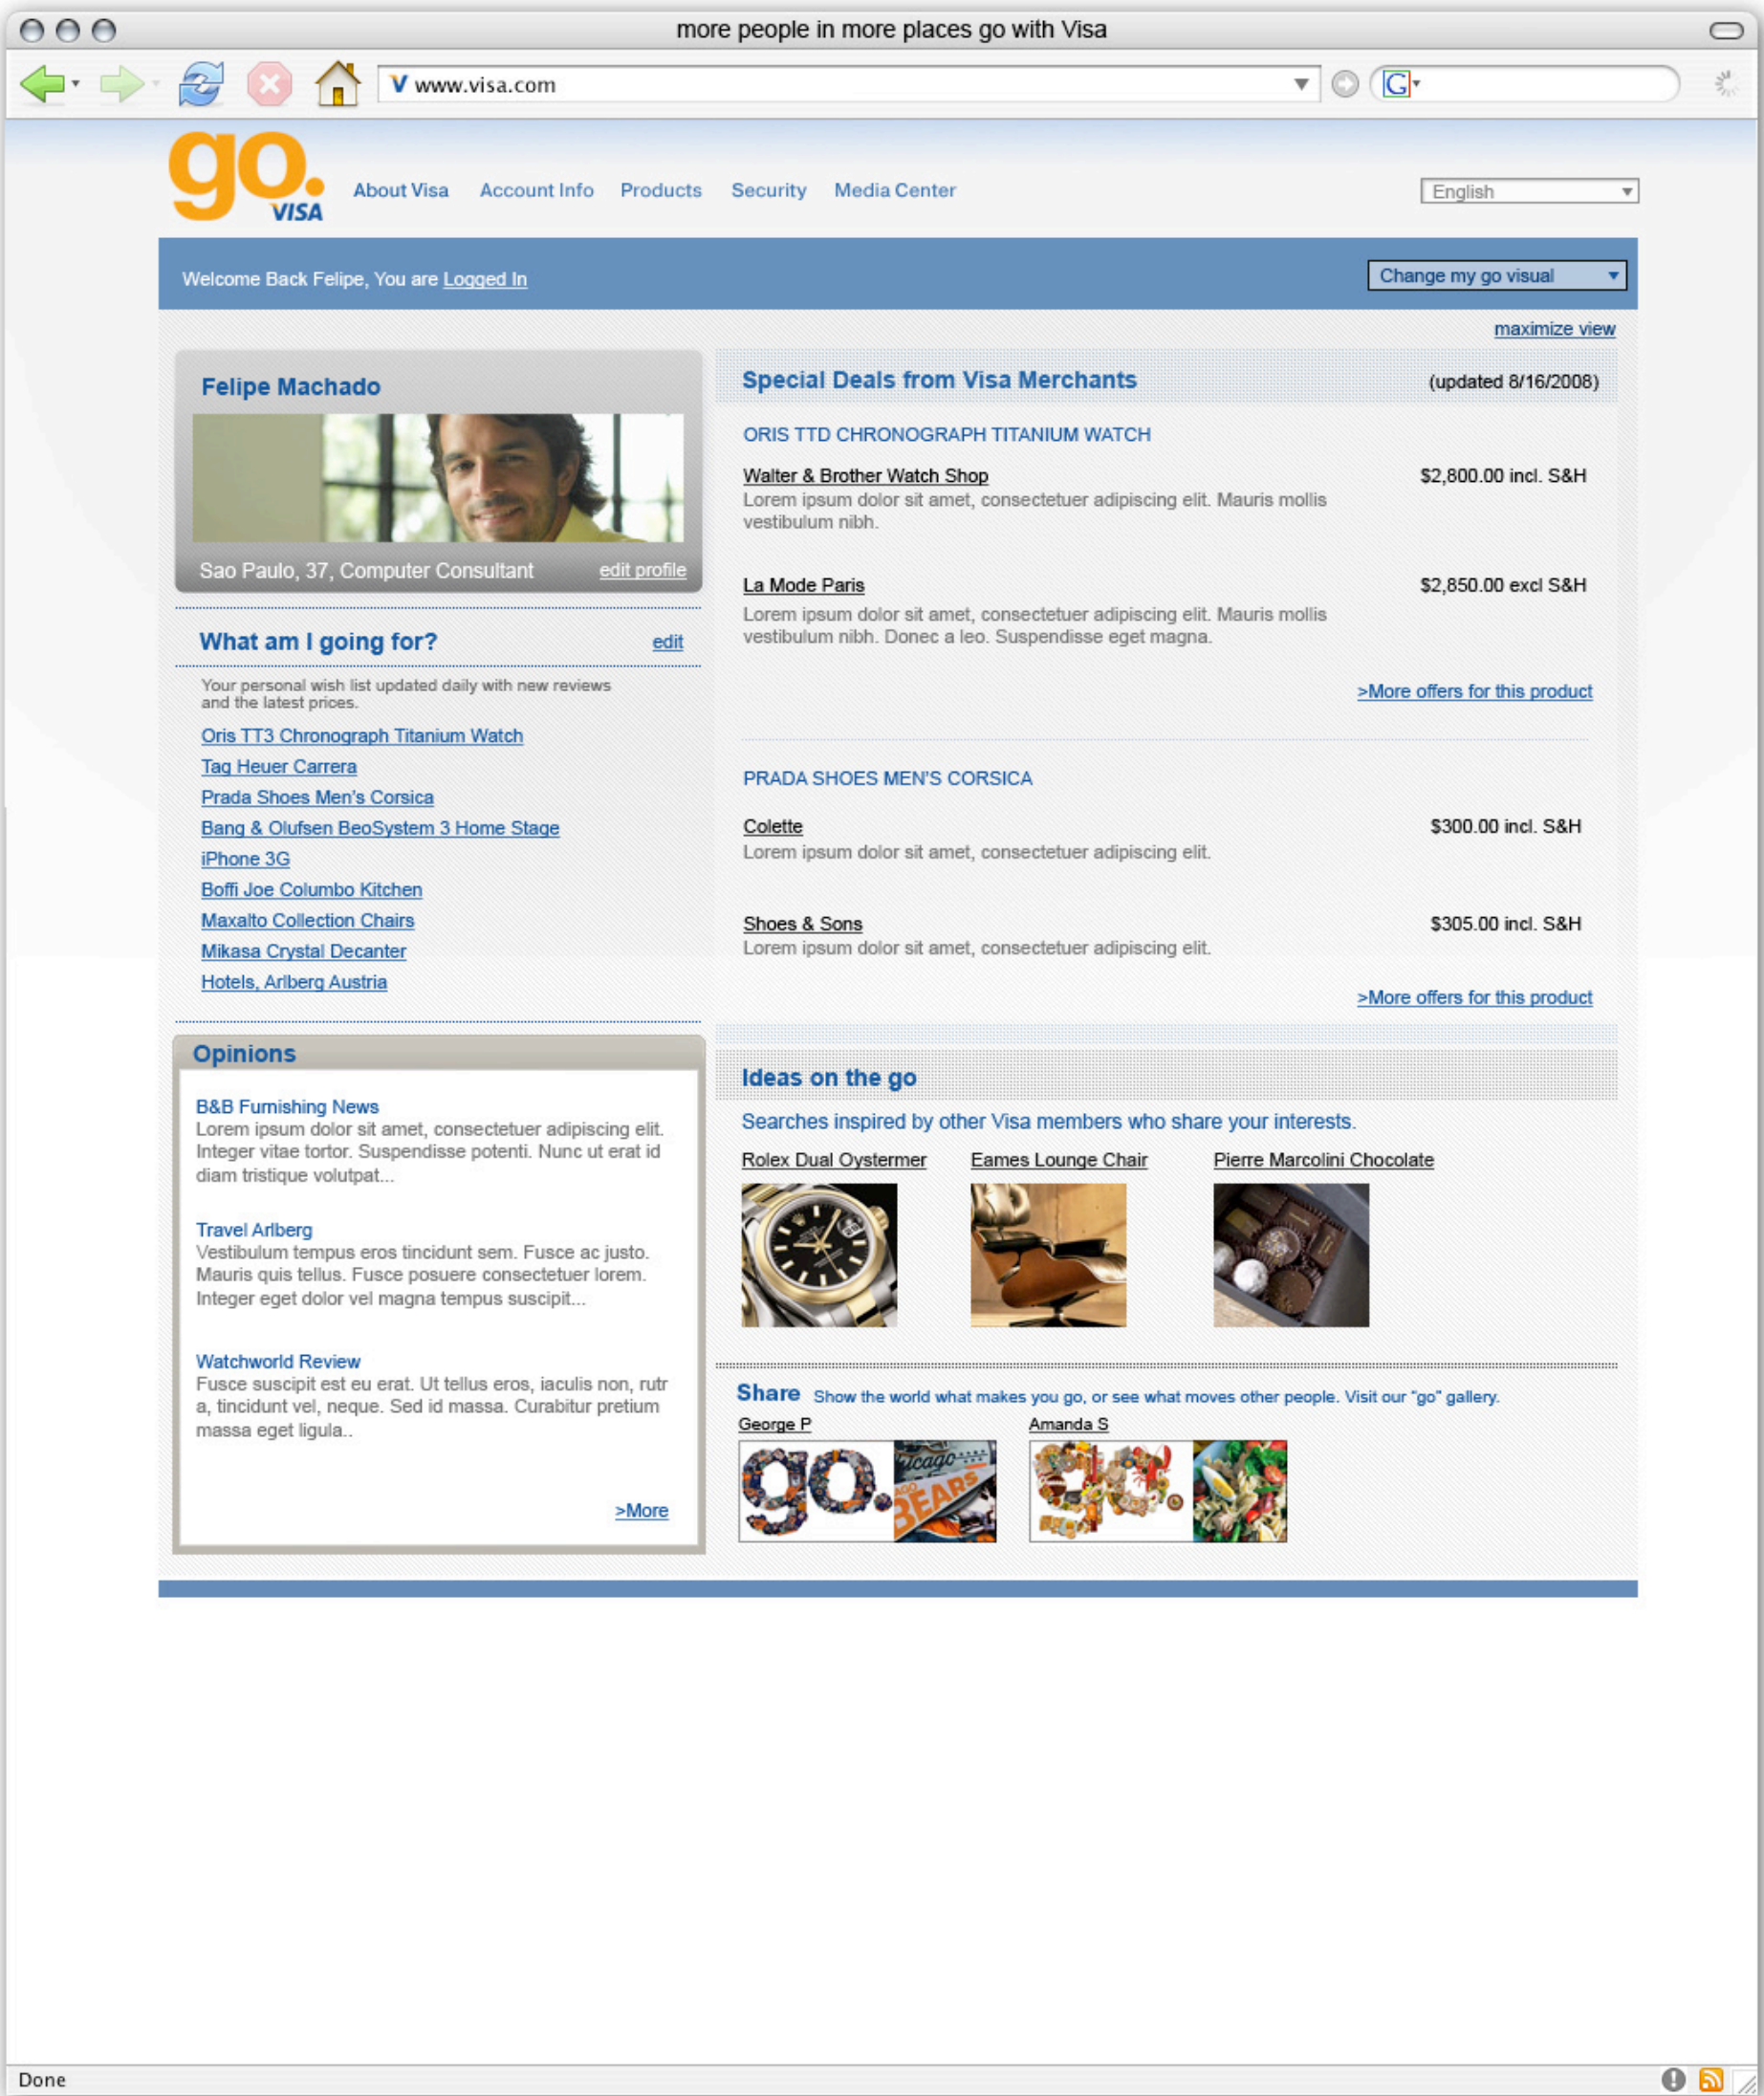 more people in more places go with Visa
V www.visa.com
G
go.
VISA
About Visa Account Info Products Security Media Center
English
Welcome Back Felipe, You are Logged In
Change my go visual
maximize view
Felipe Machado
Sao Paulo, 37, Computer Consultant edit profile
What am I going for? edit
Your personal wish list updated daily with new reviews
and the latest prices.
Oris TT3 Chronograph Titanium Watch
Tag Heuer Carrera
Prada Shoes Men's Corsica
Bang & Olufsen BeoSystem 3 Home Stage
iPhone 3G
Boffi Joe Columbo Kitchen
Maxalto Collection Chairs
Mikasa Crystal Decanter
Hotels, Arlberg Austria
Opinions
B&B Furnishing News
Lorem ipsum dolor sit amet, consectetuer adipiscing elit.
Integer vitae tortor. Suspendisse potenti. Nunc ut erat id
diam tristique volutpat...
Travel Arlberg
Vestibulum tempus eros tincidunt sem. Fusce ac justo.
Mauris quis tellus. Fusce posuere consectetuer lorem.
Integer eget dolor vel magna tempus suscipit...
Watchworld Review
Fusce suscipit est eu erat. Ut tellus eros, iaculis non, rutr
a, tincidunt vel, neque. Sed id massa. Curabitur pretium
massa eget ligula..
>More
Special Deals from Visa Merchants (updated 8/16/2008)
ORIS TTD CHRONOGRAPH TITANIUM WATCH
Walter & Brother Watch Shop $2,800.00 incl. S&H
Lorem ipsum dolor sit amet, consectetuer adipiscing elit. Mauris mollis
vestibulum nibh.
La Mode Paris $2,850.00 excl S&H
Lorem ipsum dolor sit amet, consectetuer adipiscing elit. Mauris mollis
vestibulum nibh. Donec a leo. Suspendisse eget magna.
>More offers for this product
PRADA SHOES MEN'S CORSICA
Colette $300.00 incl. S&H
Lorem ipsum dolor sit amet, consectetuer adipiscing elit.
Shoes & Sons $305.00 incl. S&H
Lorem ipsum dolor sit amet, consectetuer adipiscing elit.
>More offers for this product
Ideas on the go
Searches inspired by other Visa members who share your interests.
Rolex Dual Oystermer Eames Lounge Chair Pierre Marcolini Chocolate
Share Show the world what makes you go, or see what moves other people. Visit our "go" gallery.
George P Amanda S
go.
icago
AGO
BEARS
go.
Done